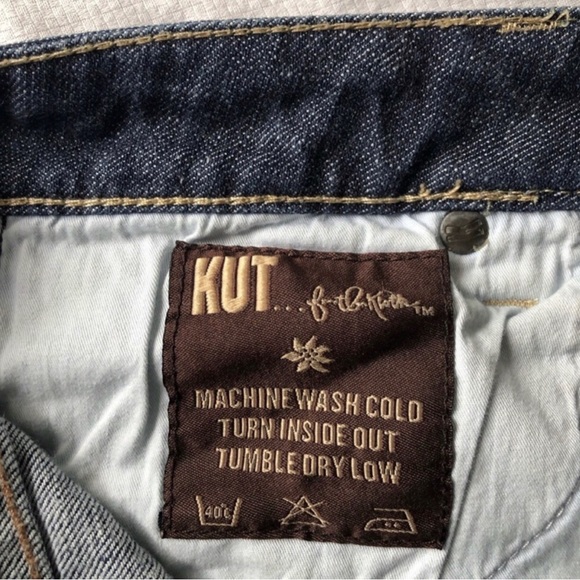 KUT... from the Kloth™
MACHINE WASH COLD
TURN INSIDE OUT
TUMBLE DRY LOW
40°C